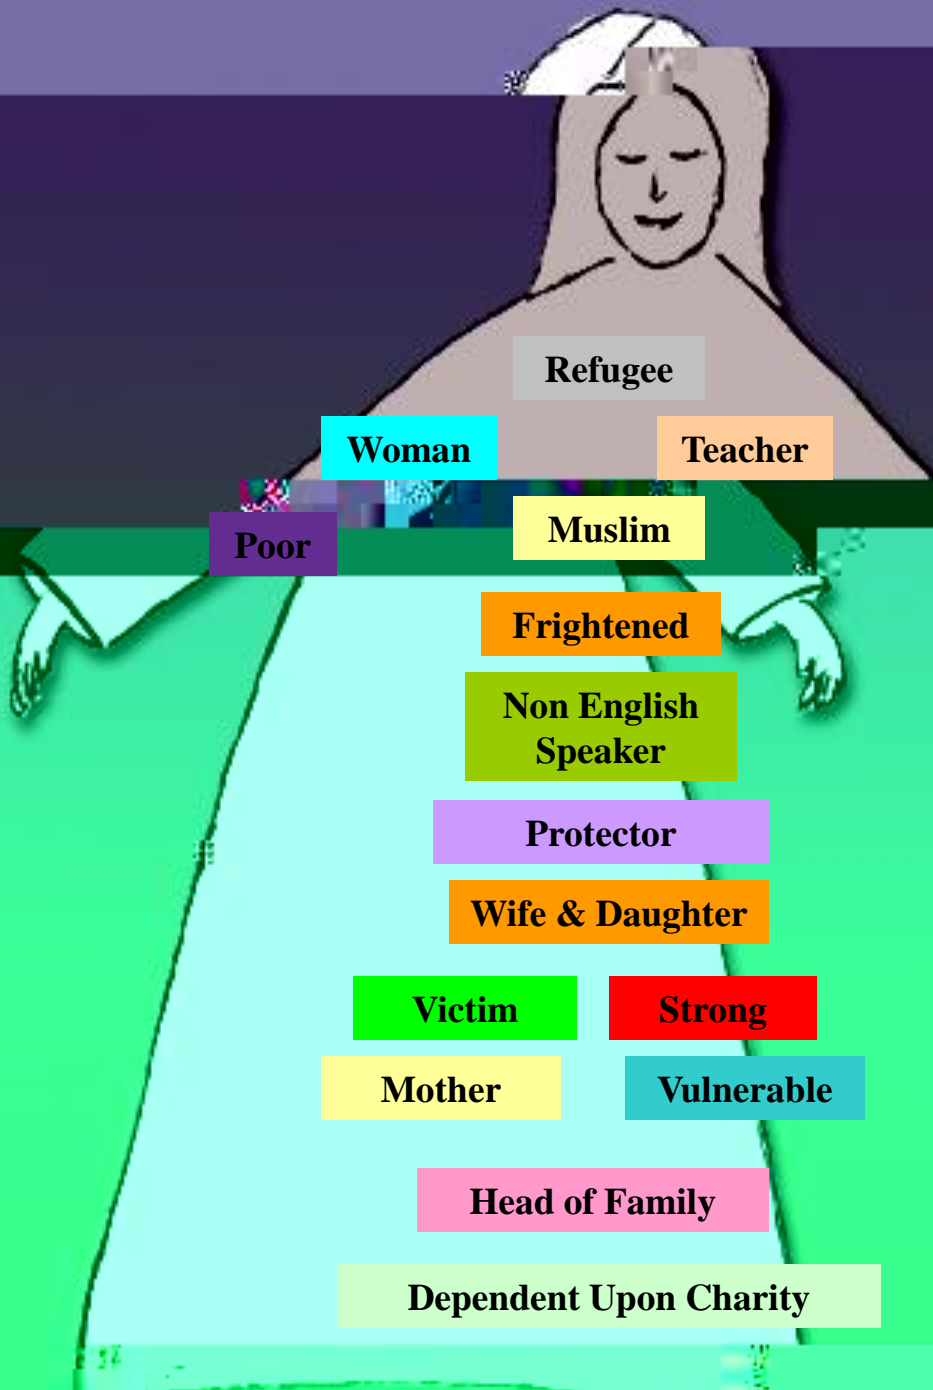 Refugee
Woman
Teacher
Muslim
Poor
Frightened
Non English
Speaker
Protector
Wife & Daughter
Victim
Strong
Mother
Vulnerable
Head of Family
Dependent Upon Charity